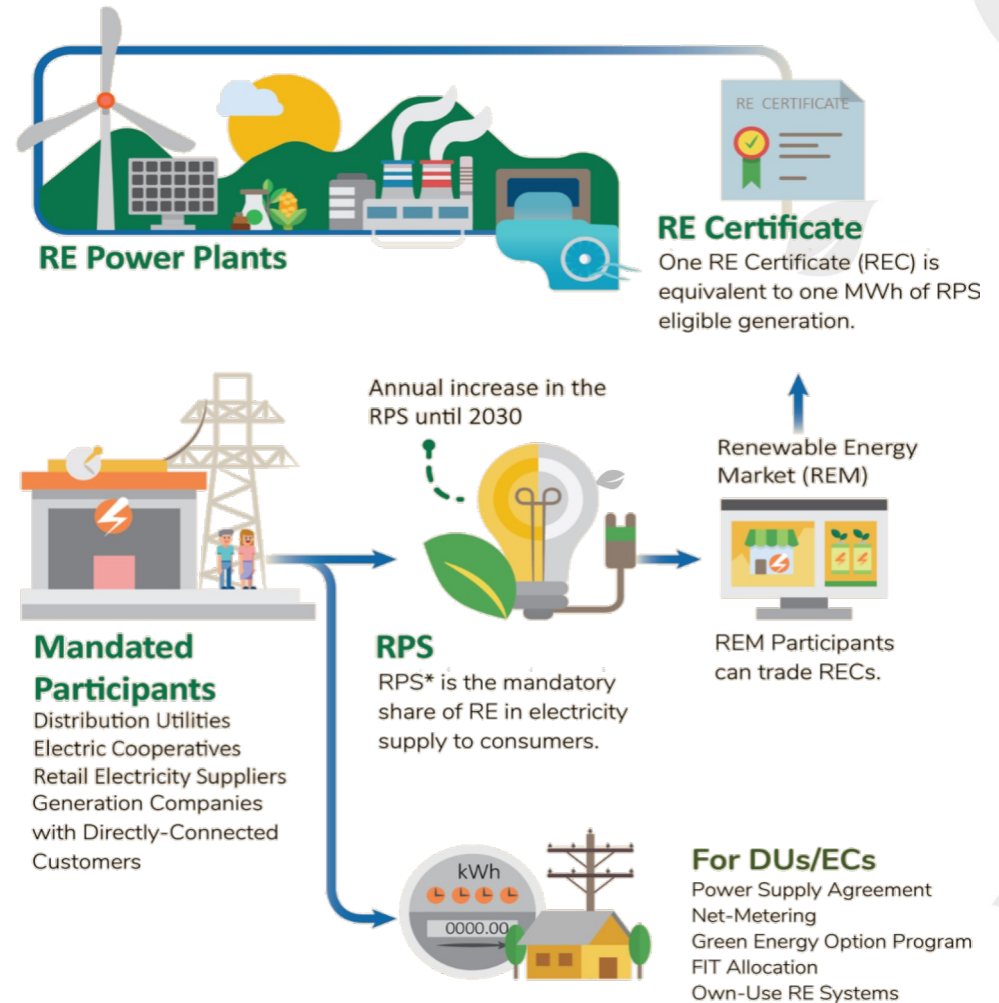 RE CERTIFICATE
RE Power Plants
RE Certificate
One RE Certificate (REC) is
equivalent to one MWh of RPS
eligible generation.
Annual increase in the
RPS until 2030
Renewable Energy
Market (REM)
Mandated
Participants
Distribution Utilities
Electric Cooperatives
Retail Electricity Suppliers
Generation Companies
with Directly-Connected
Customers
RPS
RPS* is the mandatory
share of RE in electricity
supply to consumers.
REM Participants
can trade RECs.
kWh
0000.00
For DUs/ECs
Power Supply Agreement
Net-Metering
Green Energy Option Program
FIT Allocation
Own-Use RE Systems